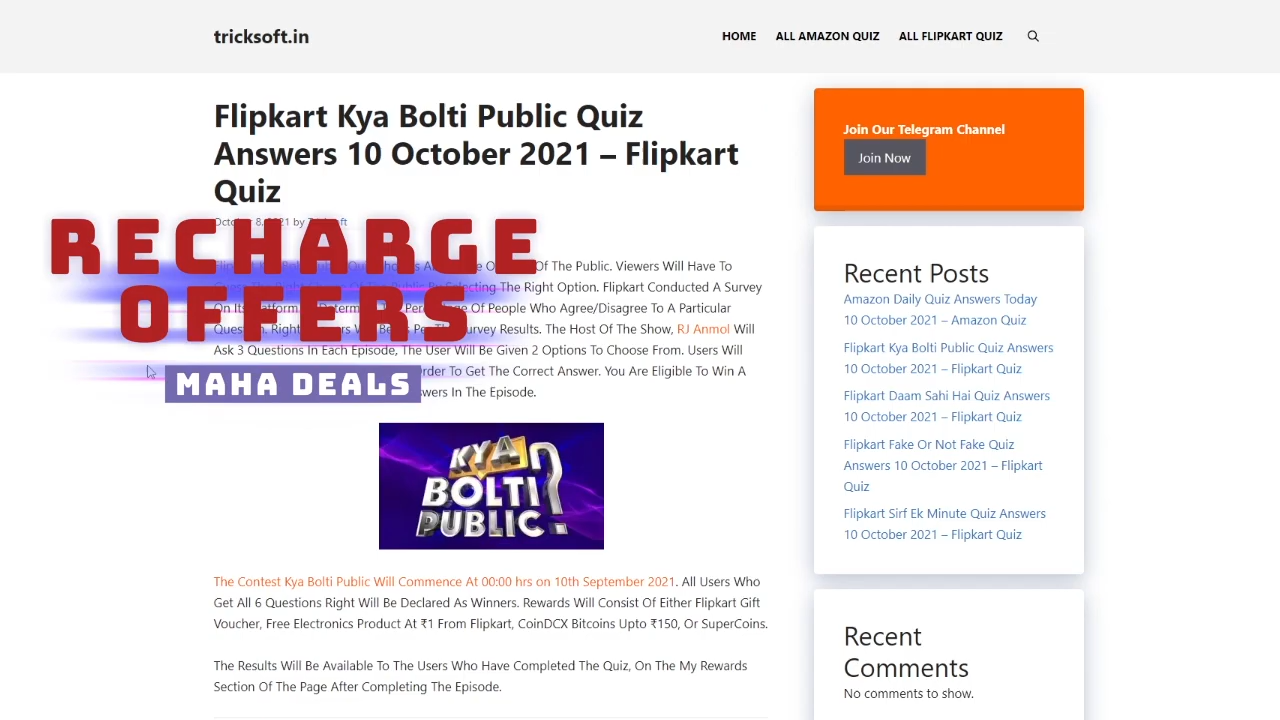 tricksoft.in
HOME
ALL AMAZON QUIZ
ALL FLIPKART QUIZ
Flipkart Kya Bolti Public Quiz
Answers 10 October 2021 – Flipkart
Quiz
by
RECHARGE
OFFERS
MAHA DEALS
Of The Public. Viewers Will Have To
The Right Option. Flipkart Conducted A Survey
Of People Who Agree/Disagree To A Particular
Survey Results. The Host Of The Show, RJ Anmol Will
Ask 3 Questions In Each Episode, The User Will Be Given 2 Options To Choose From. Users Will
Order To Get The Correct Answer. You Are Eligible To Win A
In The Episode.
KYA
BOLTI
PUBLIC?
The Contest Kya Bolti Public Will Commence At 00:00 hrs on 10th September 2021. All Users Who
Get All 6 Questions Right Will Be Declared As Winners. Rewards Will Consist Of Either Flipkart Gift
Voucher, Free Electronics Product At ₹1 From Flipkart, CoinDCX Bitcoins Upto ₹150, Or SuperCoins.
The Results Will Be Available To The Users Who Have Completed The Quiz, On The My Rewards
Section Of The Page After Completing The Episode.
Join Our Telegram Channel
Join Now
Recent Posts
Amazon Daily Quiz Answers Today
10 October 2021 – Amazon Quiz
Flipkart Kya Bolti Public Quiz Answers
10 October 2021 – Flipkart Quiz
Flipkart Daam Sahi Hai Quiz Answers
10 October 2021 – Flipkart Quiz
Flipkart Fake Or Not Fake Quiz
Answers 10 October 2021 – Flipkart
Quiz
Flipkart Sirf Ek Minute Quiz Answers
10 October 2021 – Flipkart Quiz
Recent
Comments
No comments to show.